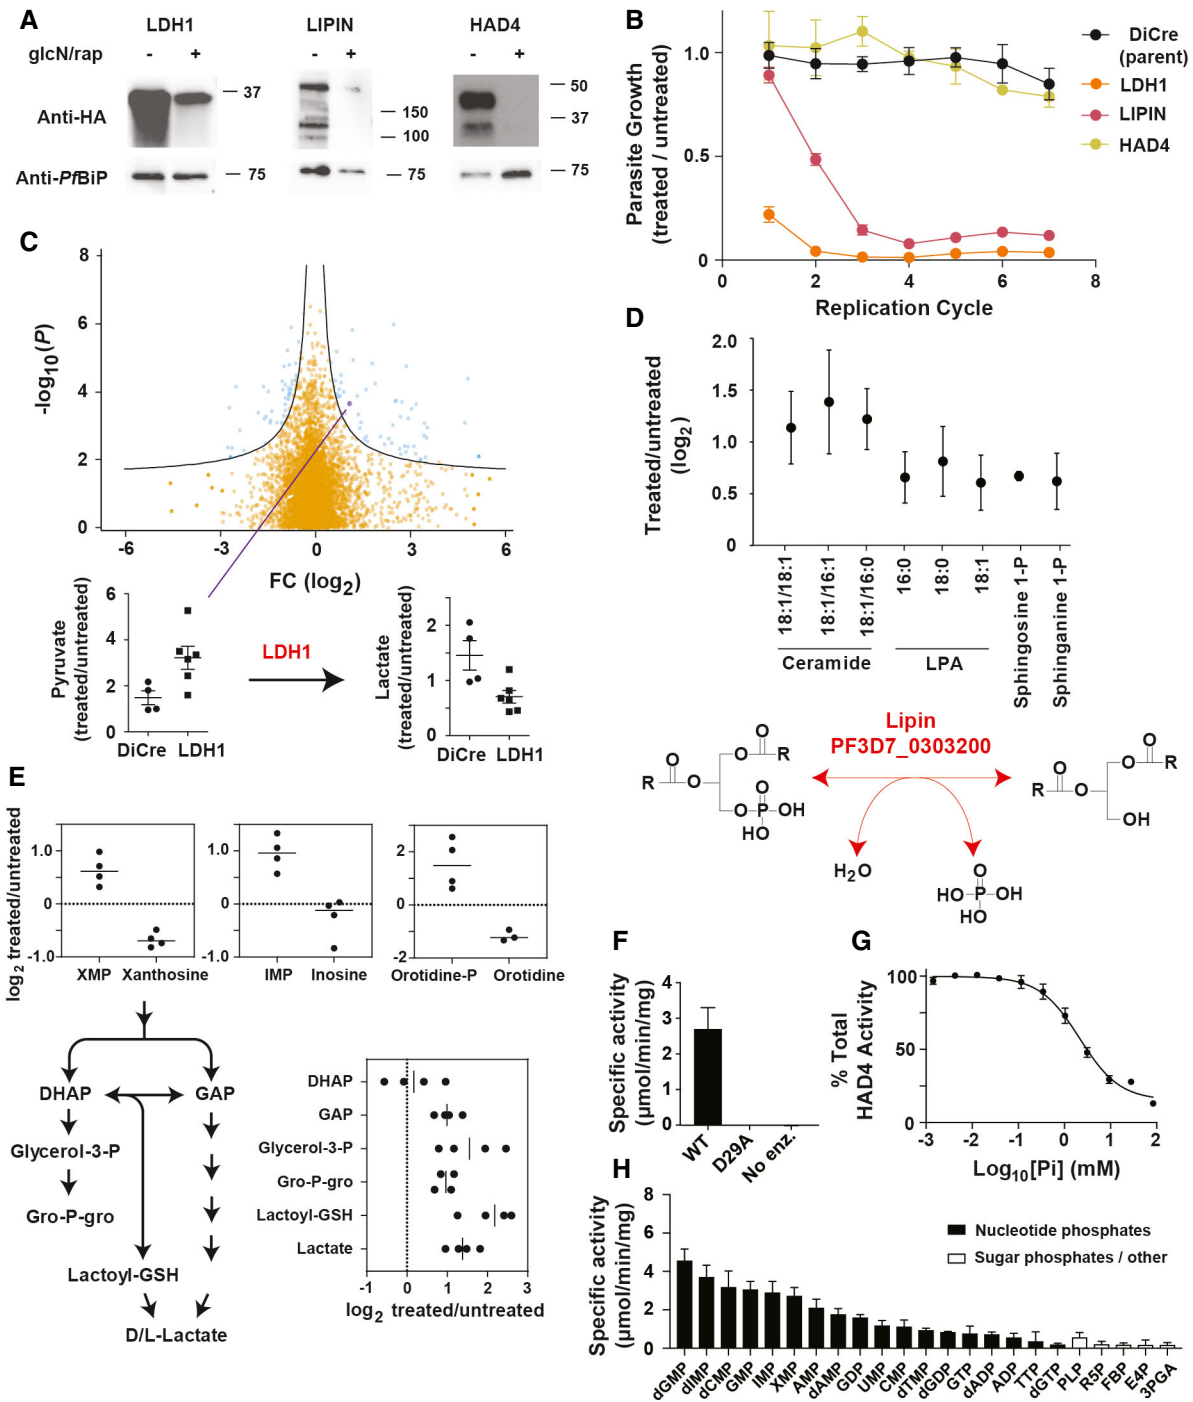 A
LDH1 LIPIN HAD4
glcN/rap - + - + - +
Anti-HA
37
150
100
50
37
Anti-PfBiP
75 75 75
B
Parasite Growth
(treated / untreated)
1.0
0.5
0
0 2 4 6 8
Replication Cycle
DiCre
(parent)
LDH1
LIPIN
HAD4
C
-log10(P)
8
6
4
2
0
-6 -3 0 3 6
FC (log2)
Pyruvate
(treated/untreated)
6
4
2
0
DiCre LDH1
LDH1
Lactate
(treated/untreated)
2
1
0
DiCre LDH1
D
Treated/untreated
(log2)
2.0
1.5
1.0
0.5
0
18:1/18:1
18:1/16:1
18:1/16:0
16:0
18:0
18:1
Sphingosine 1-P
Sphinganine 1-P
Ceramide LPA
Lipin
PF3D7_0303200
R O O O O R
O P O OH
HO
R O O O O R
OH
H2O
O
HO P OH
HO
E
log2 treated/untreated
1.0
0
-1.0
XMP Xanthosine
1.0
0
-1.0
IMP Inosine
2
0
-2
Orotidine-P Orotidine
DHAP GAP
Glycerol-3-P
Gro-P-gro
Lactoyl-GSH
D/L-Lactate
DHAP
GAP
Glycerol-3-P
Gro-P-gro
Lactoyl-GSH
Lactate
-1 0 1 2 3
log2 treated/untreated
F
Specific activity
(µmol/min/mg)
4
3
2
1
0
WT D29A No enz.
G
% Total
HAD4 Activity
100
50
0
-3 -2 -1 0 1 2
Log10[Pi] (mM)
H
Specific activity
(µmol/min/mg)
8
6
4
2
0
Nucleotide phosphates
Sugar phosphates / other
dGMP dIMP dCMP GMP IMP XMP AMP dAMP GDP UMP CMP dTMP dGDP GTP dADP ADP TTP dGTP PLP R5P FBP E4P 3PGA